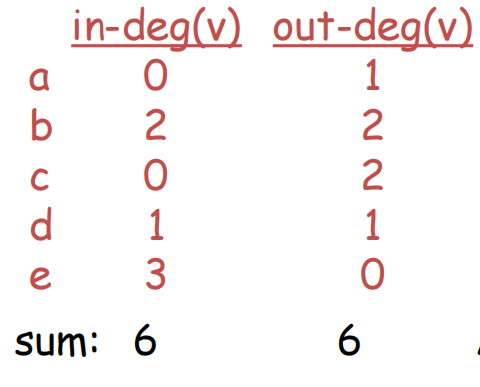 in-deg(v) out-deg(v)
a 0 1
b 2 2
c 0 2
d 1 1
e 3 0
sum: 6 6